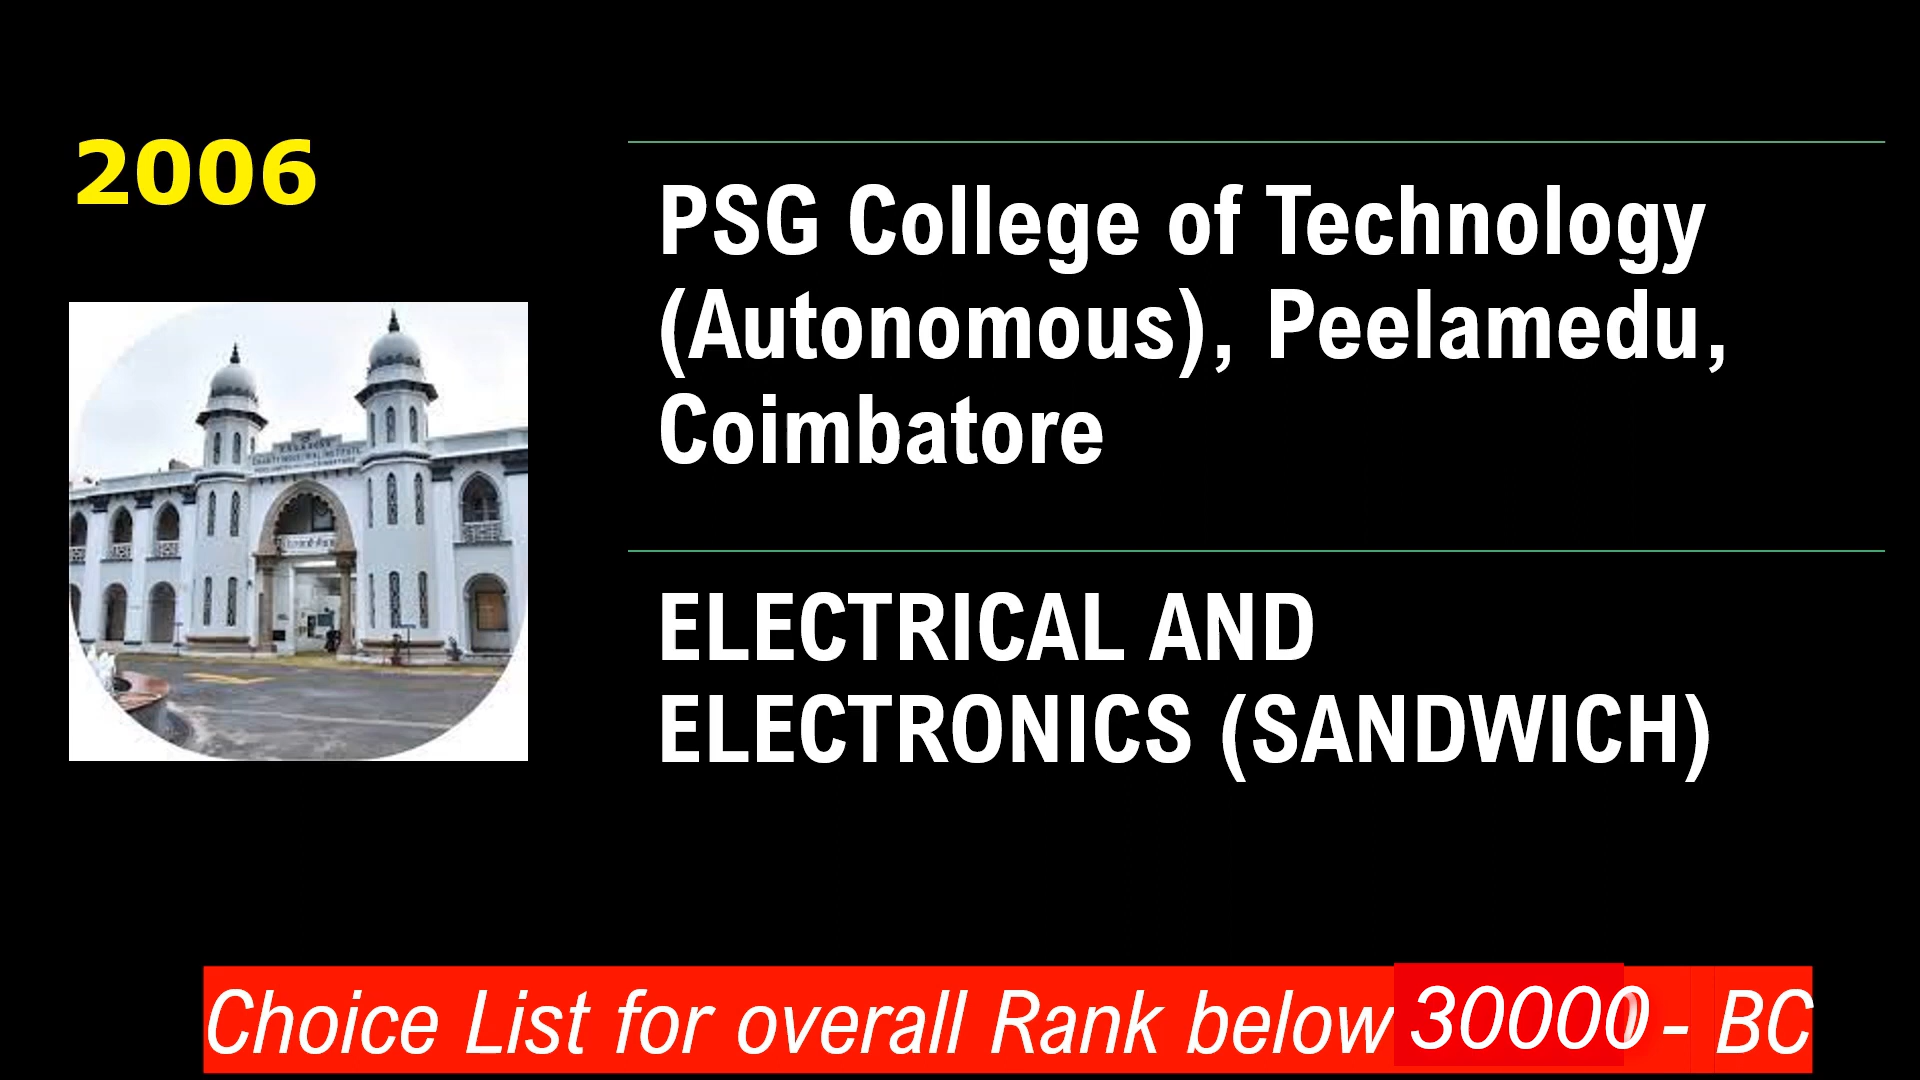 2006
PSG College of Technology
(Autonomous), Peelamedu,
Coimbatore
ELECTRICAL AND
ELECTRONICS (SANDWICH)
Choice List for overall Rank below 30000 - BC